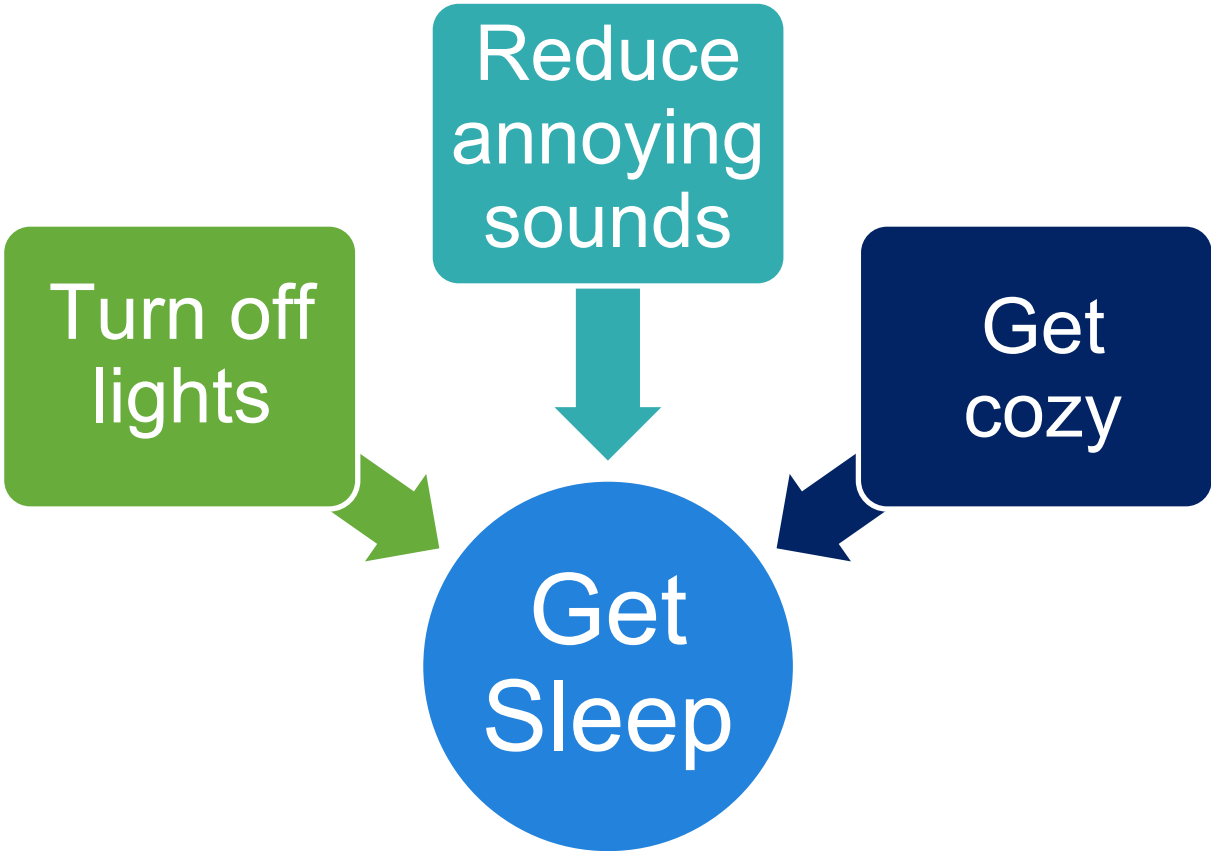 Reduce
annoying
sounds
Turn off
lights
Get
cozy
Get
Sleep